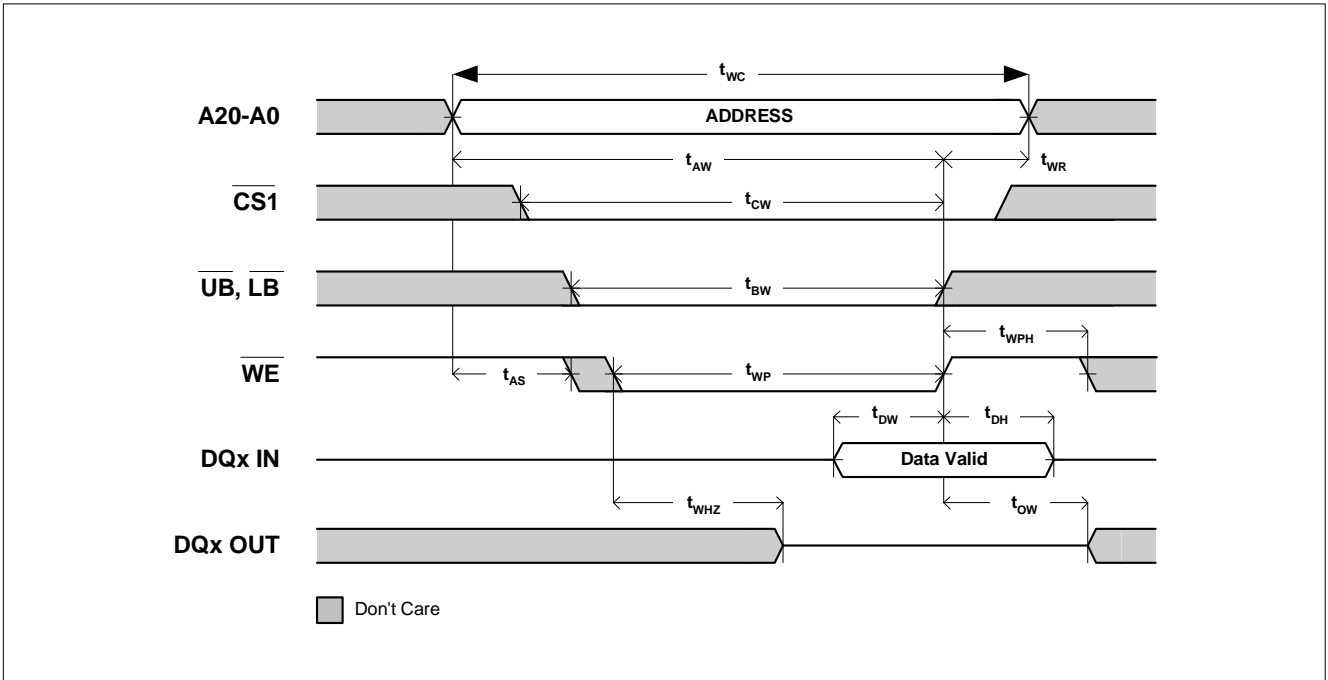 tWC
A20-A0
ADDRESS
tAW
tWR
CS1
tCW
UB, LB
tBW
tWPH
WE
tAS
tWP
tDW
tDH
DQx IN
Data Valid
tWHZ
tOW
DQx OUT
Don't Care